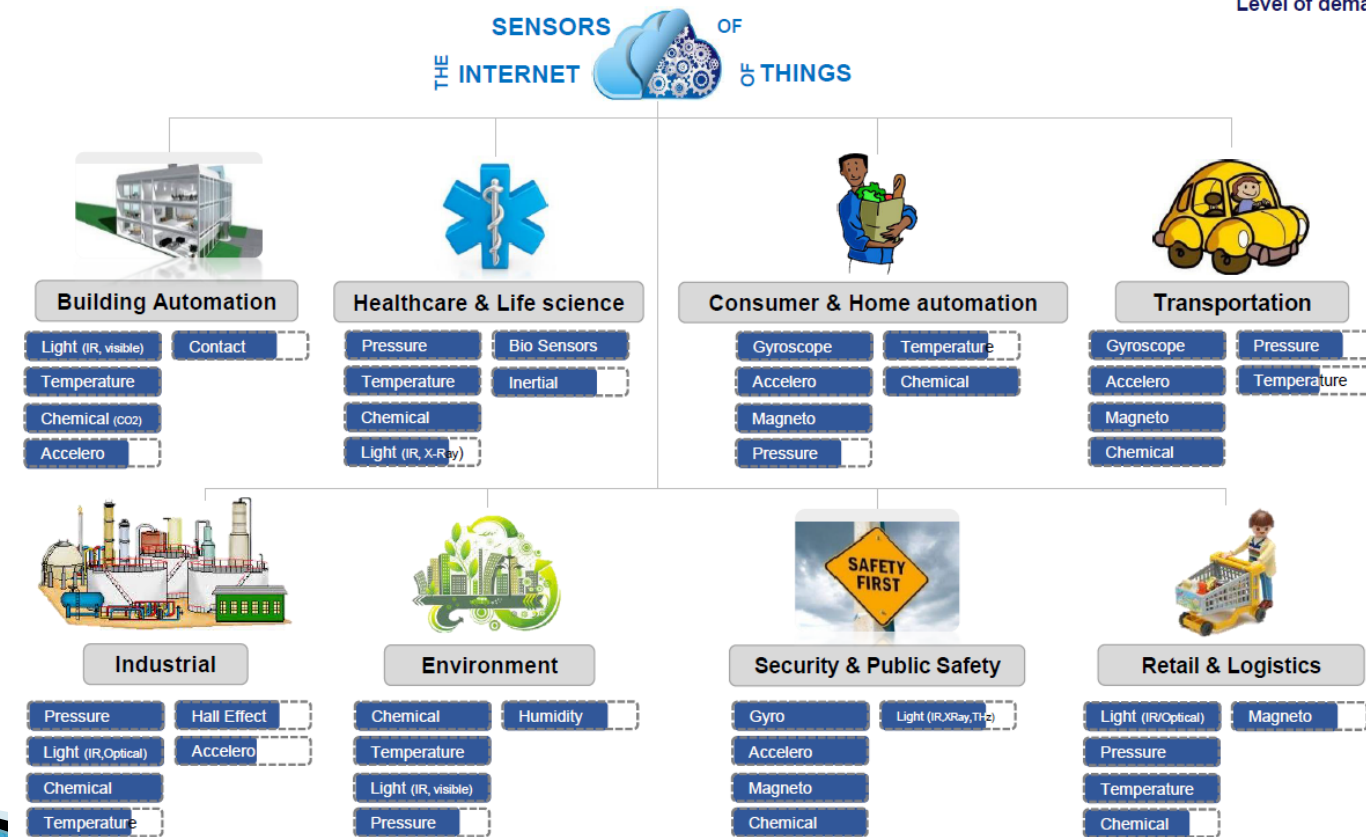 Level of dema
SENSORS OF
THE INTERNET OF THINGS
Building Automation
Light (IR, visible)
Contact
Temperature
Chemical (CO2)
Accelero
Healthcare & Life science
Pressure
Bio Sensors
Temperature
Inertial
Chemical
Light (IR, X-Ray)
Consumer & Home automation
Gyroscope
Temperature
Accelero
Chemical
Magneto
Pressure
Transportation
Gyroscope
Pressure
Accelero
Temperature
Magneto
Chemical
SAFETY
FIRST
Industrial
Pressure
Hall Effect
Light (IR,Optical)
Accelero
Chemical
Temperature
Environment
Chemical
Humidity
Temperature
Light (IR, visible)
Pressure
Security & Public Safety
Gyro
Light (IR,XRay,THz)
Accelero
Magneto
Chemical
Retail & Logistics
Light (IR/Optical)
Magneto
Pressure
Temperature
Chemical